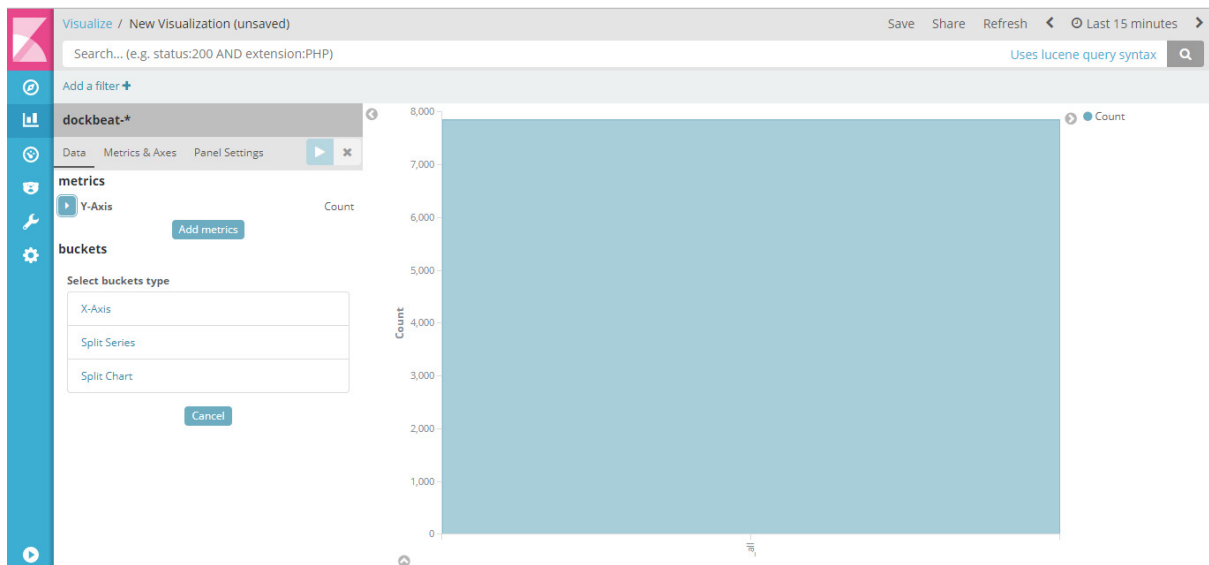 Visualize / New Visualization (unsaved)
Save Share Refresh Last 15 minutes
Search... (e.g. status:200 AND extension:PHP)
Uses lucene query syntax
Add a filter
dockbeat-*
Data Metrics & Axes Panel Settings
metrics
Y-Axis Count
Add metrics
buckets
Select buckets type
X-Axis
Split Series
Split Chart
Cancel
Count
8,000
7,000
6,000
5,000
4,000
3,000
2,000
1,000
0
_all
Count